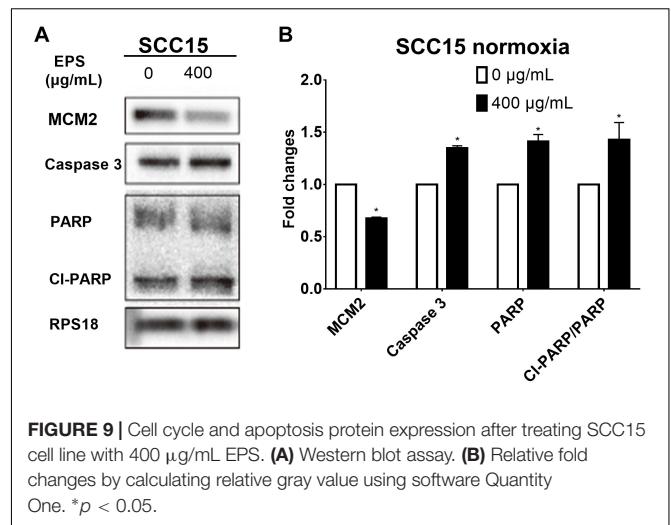 A
SCC15
EPS
(µg/mL)
0 400
MCM2
Caspase 3
PARP
Cl-PARP
RPS18
B
SCC15 normoxia
0 µg/mL
400 µg/mL
Fold changes
2.0
1.5
1.0
0.5
0.0
*
*
*
*
MCM2
Caspase 3
PARP
Cl-PARP/PARP
FIGURE 9 | Cell cycle and apoptosis protein expression after treating SCC15
cell line with 400 µg/mL EPS. (A) Western blot assay. (B) Relative fold
changes by calculating relative gray value using software Quantity
One. *p < 0.05.